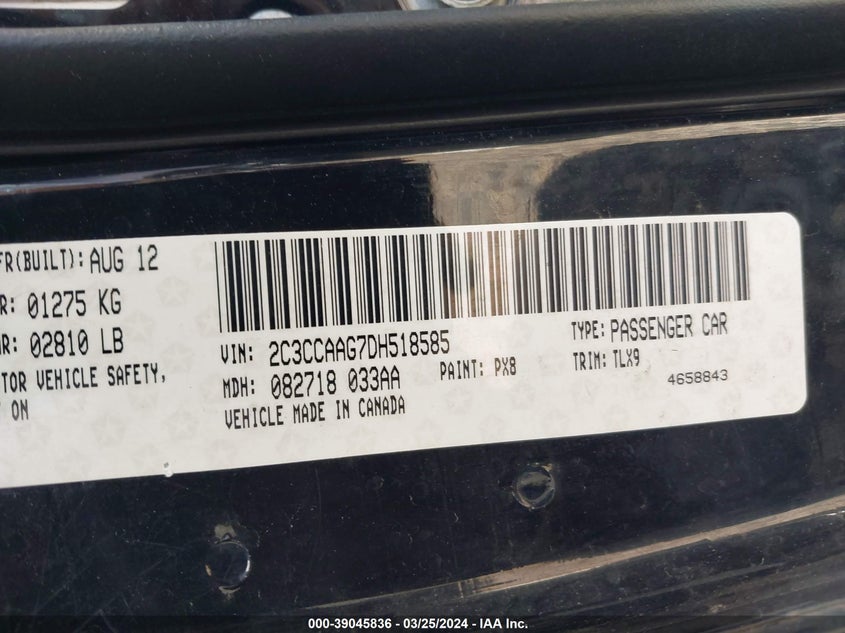 FR(BUILT): AUG 12
R: 01275 KG
R: 02810 LB
TOR VEHICLE SAFETY,
ON
VIN: 2C3CCAAG7DH518585
TYPE: PASSENGER CAR
MDH: 082718 033AA
PAINT: PX8
TRIM: TLX9
VEHICLE MADE IN CANADA
4658843
000-39045836 - 03/25/2024 - IAA Inc.